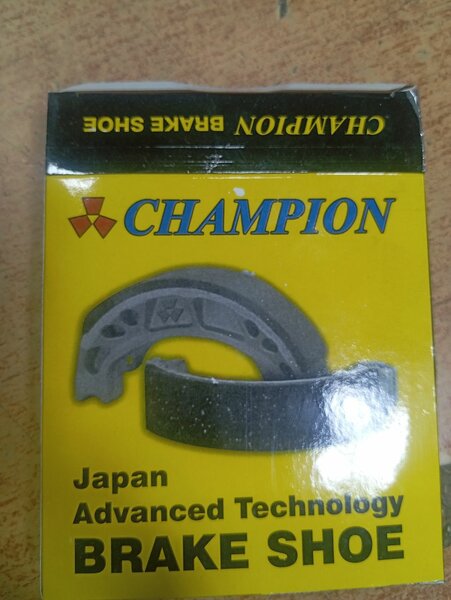 CHAMPION BRAKE SHOE
CHAMPION
Japan
Advanced Technology
BRAKE SHOE